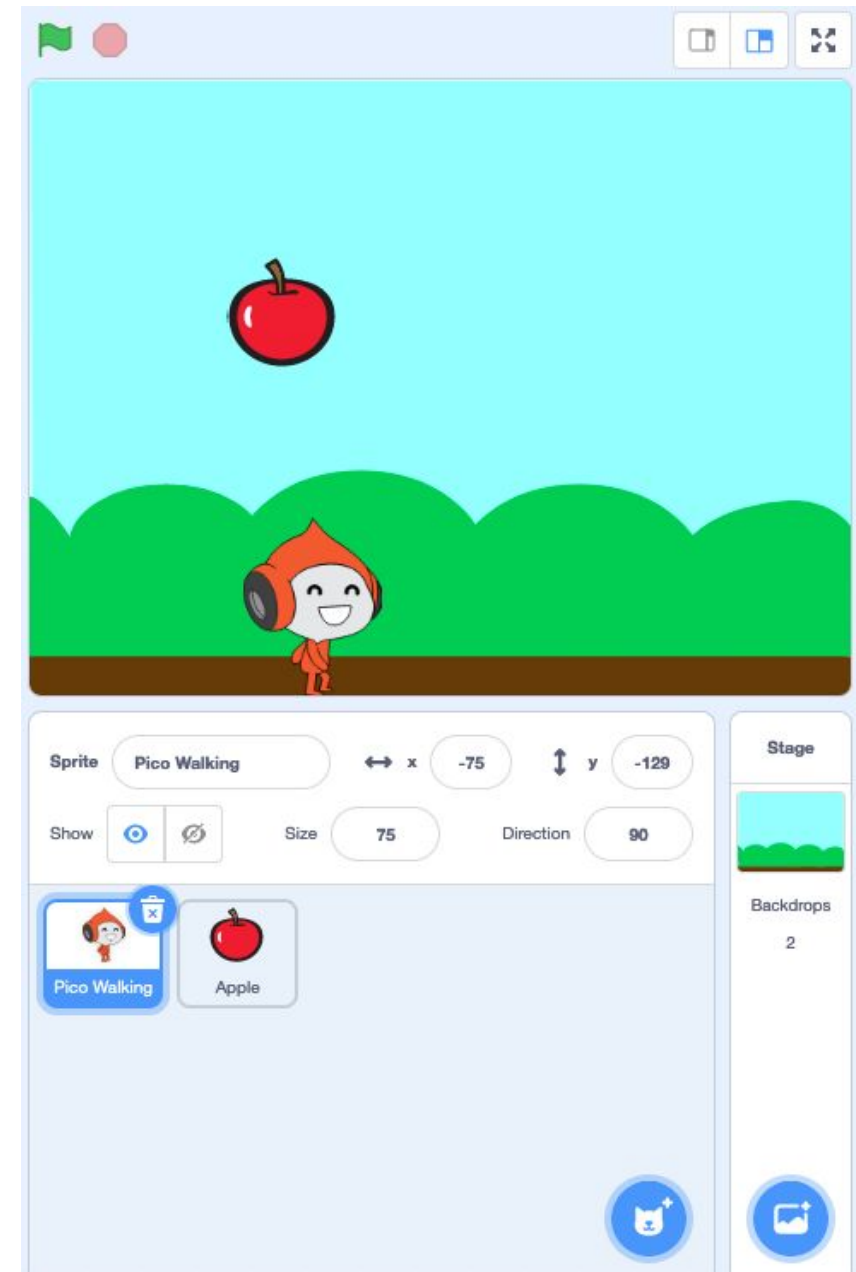 Sprite Pico Walking x -75 y -129
Show Size 75 Direction 90
Pico Walking
Apple
Stage
Backdrops
2